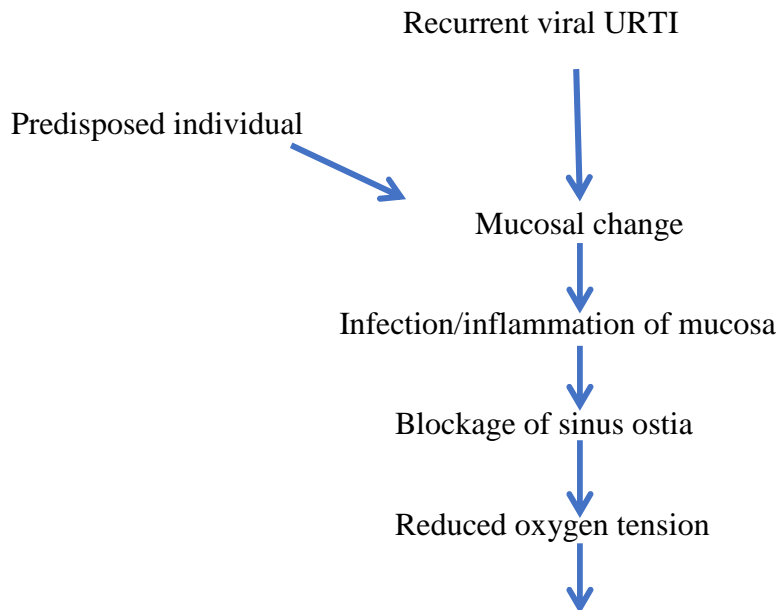 Recurrent viral URTI
Predisposed individual
Mucosal change
Infection/inflammation of mucosa
Blockage of sinus ostia
Reduced oxygen tension